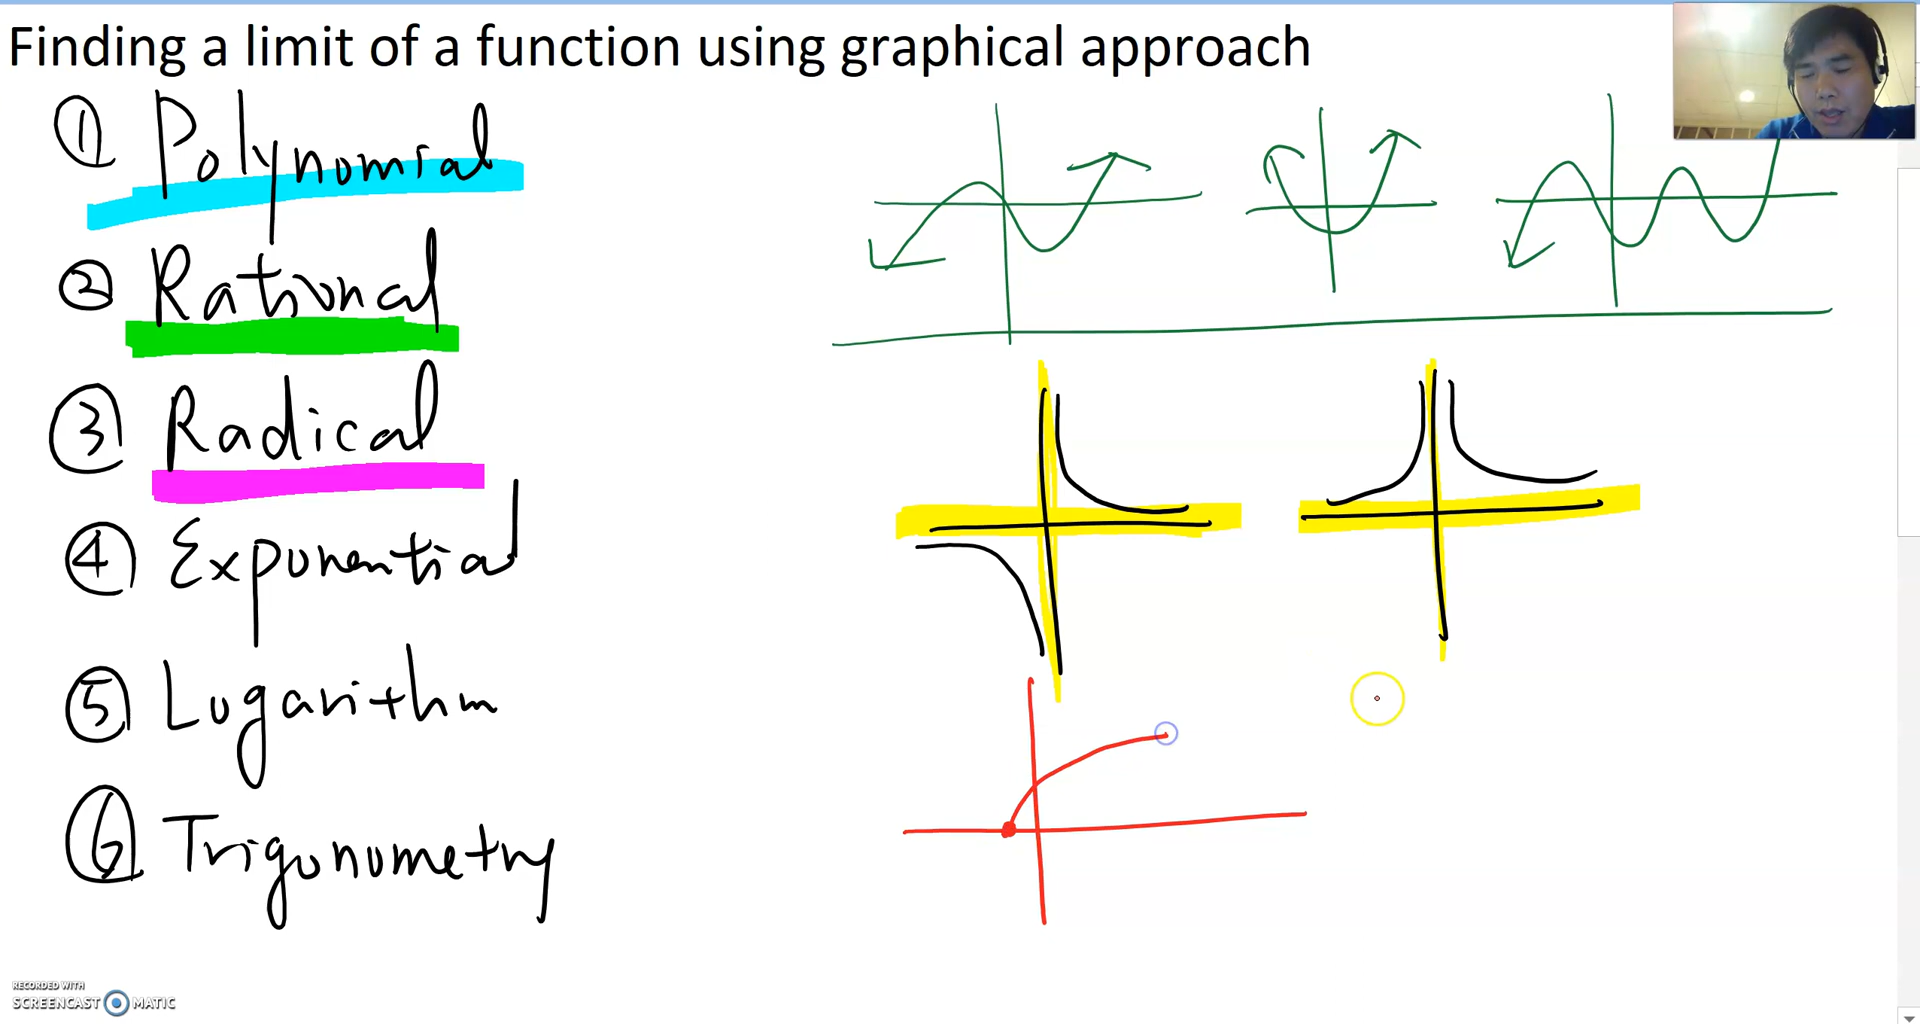 Finding a limit of a function using graphical approach
① Polynomial
② Rational
③ Radical
④ Exponential
⑤ Logarithm
⑥ Trigonometry
RECORDED WITH
SCREENCAST MATIC